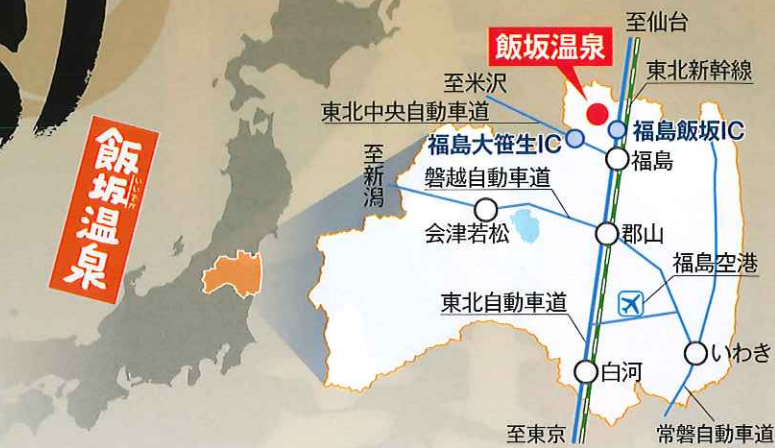 飯坂温泉
いいざか
至仙台
飯坂温泉
東北新幹線
至米沢
東北中央自動車道
福島大笹生IC
福島飯坂IC
福島
至新潟
磐越自動車道
会津若松
郡山
福島空港
東北自動車道
いわき
白河
至東京
常磐自動車道